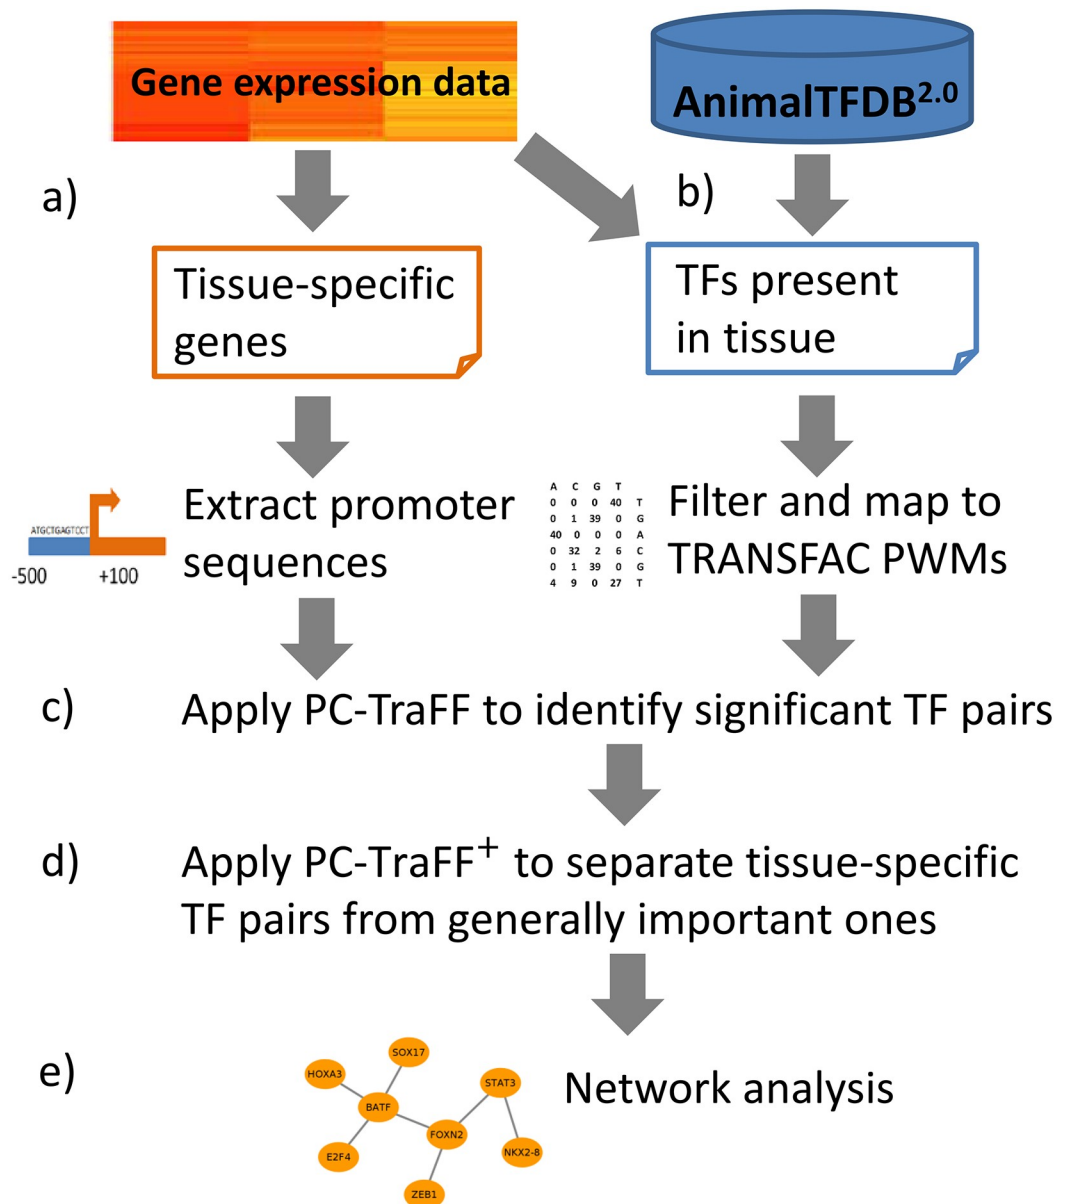 Gene expression data
AnimalTFDB2.0
a)
b)
Tissue-specific
genes
TFs present
in tissue
ATGCTGAGTCCT
-500 +100
Extract promoter
sequences
A C G T
0 0 0 40 T
0 1 39 0 G
40 0 0 0 A
0 32 2 6 C
0 1 39 0 G
4 9 0 27 T
Filter and map to
TRANSFAC PWMs
c) Apply PC-TraFF to identify significant TF pairs
d) Apply PC-TraFF+ to separate tissue-specific
TF pairs from generally important ones
e)
SOX17
HOXA3
STAT3
BATF
FOXN2
E2F4
NKX2-8
ZEB1
Network analysis